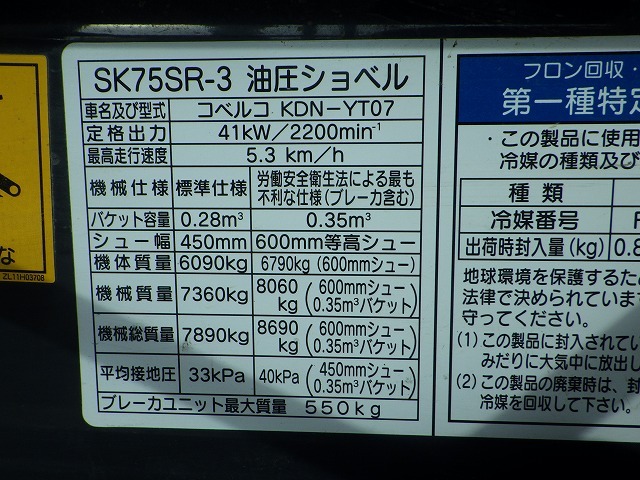 SK75SR-3 油圧ショベル
車名及び型式 コベルコ KDN-YT07
定格出力 41kW/2200min-1
最高走行速度 5.3 km/h
機械仕様 標準仕様 労働安全衛生法による最も
不利な仕様(ブレーカ含む)
バケット容量 0.28m³ 0.35m³
シュー幅 450mm 600mm等高シュー
機体質量 6090kg 6790kg (600mmシュー)
機械質量 7360kg 8060 kg (600mmシュー
0.35m³バケット)
機械総質量 7890kg 8690 kg (600mmシュー
0.35m³バケット)
平均接地圧 33kPa 40kPa (450mmシュー
0.35m³バケット)
ブレーカユニット最大質量 550kg
フロン回収・
第一種特定
・この製品に使用
冷媒の種類及び
種類
冷媒番号
出荷時封入量(kg) 0.8
地球環境を保護するため
法律で決められていま
守ってください。
(1) この製品に封入されてい
みだりに大気中に放出し
(2) この製品の廃棄時は、
冷媒を回収して下さい。
な
ZL11H03708